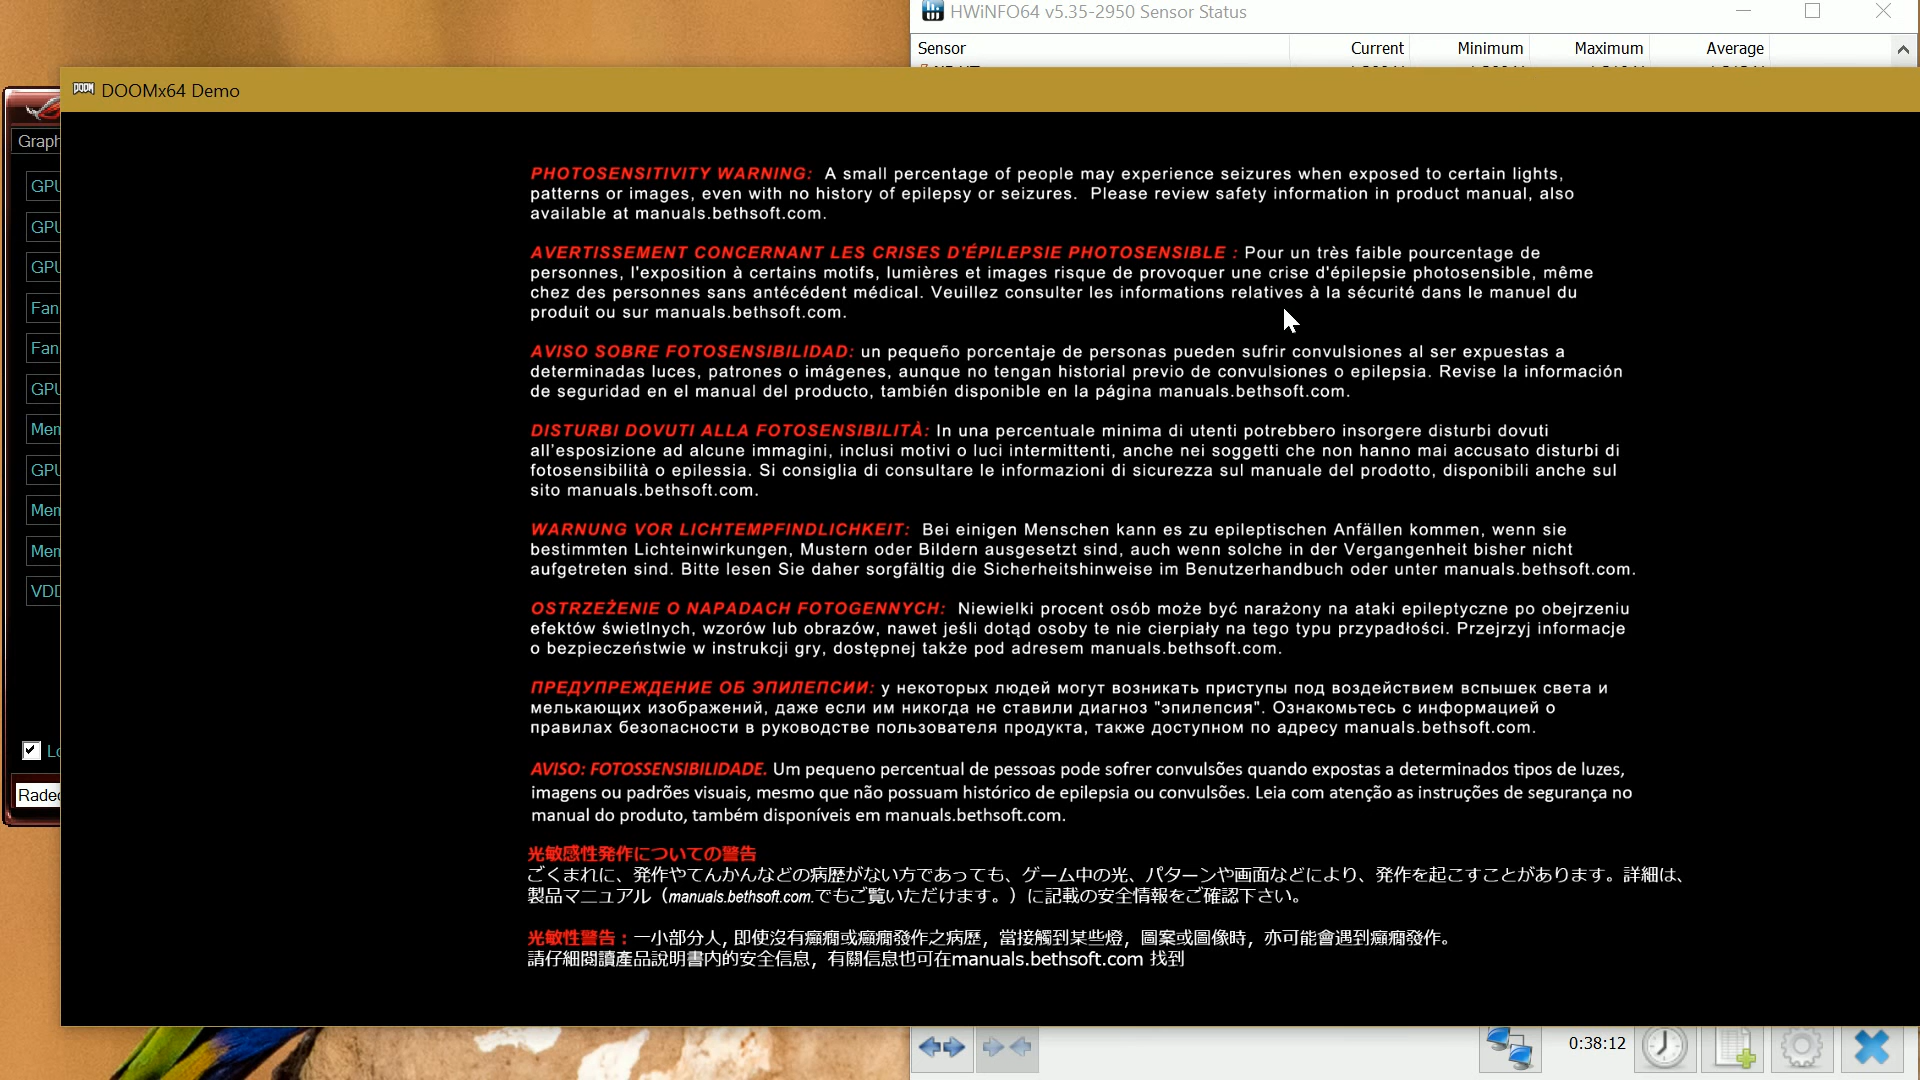 HWiNFO64 v5.35-2950 Sensor Status
Sensor Current Minimum Maximum Average
DOOMx64 Demo
Graph
GPU
GPU
GPU
Fan
Fan
GPU
Mem
GPU
Mem
Mem
VDD
Lo
Rade
PHOTOSENSITIVITY WARNING: A small percentage of people may experience seizures when exposed to certain lights,
patterns or images, even with no history of epilepsy or seizures. Please review safety information in product manual, also
available at manuals.bethsoft.com.
AVERTISSEMENT CONCERNANT LES CRISES D'ÉPILEPSIE PHOTOSENSIBLE : Pour un très faible pourcentage de
personnes, l'exposition à certains motifs, lumières et images risque de provoquer une crise d'épilepsie photosensible, même
chez des personnes sans antécédent médical. Veuillez consulter les informations relatives à la sécurité dans le manuel du
produit ou sur manuals.bethsoft.com.
AVISO SOBRE FOTOSENSIBILIDAD: un pequeño porcentaje de personas pueden sufrir convulsiones al ser expuestas a
determinadas luces, patrones o imágenes, aunque no tengan historial previo de convulsiones o epilepsia. Revise la información
de seguridad en el manual del producto, también disponible en la página manuals.bethsoft.com.
DISTURBI DOVUTI ALLA FOTOSENSIBILITÀ: In una percentuale minima di utenti potrebbero insorgere disturbi dovuti
all'esposizione ad alcune immagini, inclusi motivi o luci intermittenti, anche nei soggetti che non hanno mai accusato disturbi di
fotosensibilità o epilessia. Si consiglia di consultare le informazioni di sicurezza sul manuale del prodotto, disponibili anche sul
sito manuals.bethsoft.com.
WARNUNG VOR LICHTEMPFINDLICHKEIT: Bei einigen Menschen kann es zu epileptischen Anfällen kommen, wenn sie
bestimmten Lichteinwirkungen, Mustern oder Bildern ausgesetzt sind, auch wenn solche in der Vergangenheit bisher nicht
aufgetreten sind. Bitte lesen Sie daher sorgfältig die Sicherheitshinweise im Benutzerhandbuch oder unter manuals.bethsoft.com.
OSTRZEŻENIE O NAPADACH FOTOGENNYCH: Niewielki procent osób może być narażony na ataki epileptyczne po obejrzeniu
efektów świetlnych, wzorów lub obrazów, nawet jeśli dotąd osoby te nie cierpiały na tego typu przypadłości. Przejrzyj informacje
o bezpieczeństwie w instrukcji gry, dostępnej także pod adresem manuals.bethsoft.com.
ПРЕДУПРЕЖДЕНИЕ ОБ ЭПИЛЕПСИИ: у некоторых людей могут возникать приступы под воздействием вспышек света и
мелькающих изображений, даже если им никогда не ставили диагноз "эпилепсия". Ознакомьтесь с информацией о
правилах безопасности в руководстве пользователя продукта, также доступном по адресу manuals.bethsoft.com.
AVISO: FOTOSSENSIBILIDADE. Um pequeno percentual de pessoas pode sofrer convulsões quando expostas a determinados tipos de luzes,
imagens ou padrões visuais, mesmo que não possuam histórico de epilepsia ou convulsões. Leia com atenção as instruções de segurança no
manual do produto, também disponíveis em manuals.bethsoft.com.
光敏感性発作についての警告
ごくまれに、発作やてんかんなどの病歴がない方であっても、ゲーム中の光、パターンや画面などにより、発作を起こすことがあります。詳細は、
製品マニュアル（manuals.bethsoft.com.でもご覧いただけます。）に記載の安全情報をご確認下さい。
光敏性警告：一小部分人，即使沒有癲癇或癲癇發作之病歷，當接觸到某些燈，圖案或圖像時，亦可能會遇到癲癇發作。
請仔細閱讀產品說明書内的安全信息，有關信息也可在manuals.bethsoft.com 找到
0:38:12